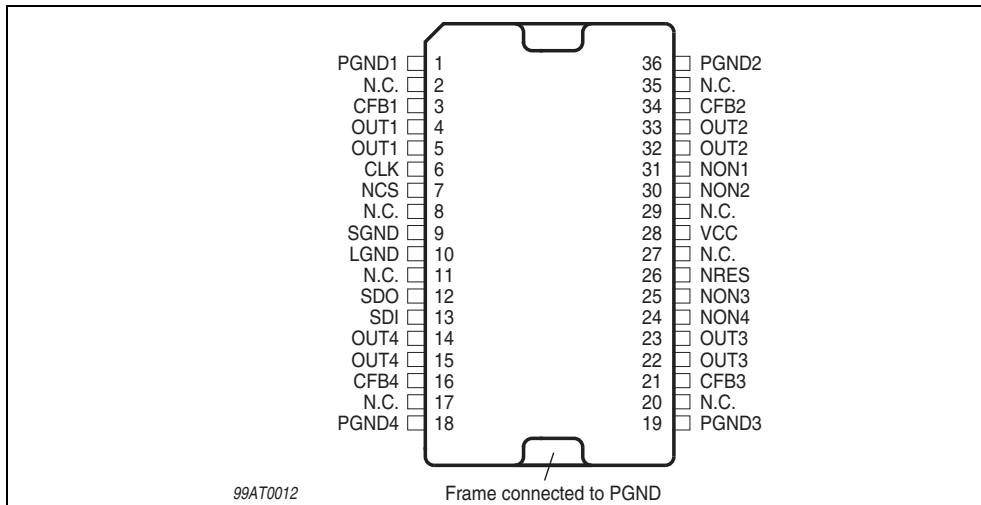 PGND1 1 36 PGND2
N.C. 2 35 N.C.
CFB1 3 34 CFB2
OUT1 4 33 OUT2
OUT1 5 32 OUT2
CLK 6 31 NON1
NCS 7 30 NON2
N.C. 8 29 N.C.
SGND 9 28 VCC
LGND 10 27 N.C.
N.C. 11 26 NRES
SDO 12 25 NON3
SDI 13 24 NON4
OUT4 14 23 OUT3
OUT4 15 22 OUT3
CFB4 16 21 CFB3
N.C. 17 20 N.C.
PGND4 18 19 PGND3
99AT0012 Frame connected to PGND